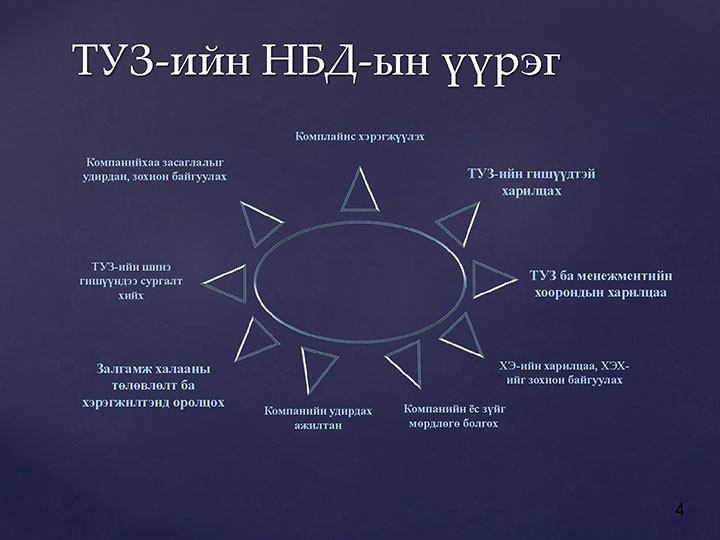 ТУЗ-ийн НБД-ын үүрэг
Комплайнс хэрэгжүүлэх
Компанийхаа засаглалыг
удирдан, зохион байгуулах
ТУЗ-ийн гишүүдтэй
харилцах
ТУЗ-ийн шинэ
гишүүндээ сургалт
хийх
ТУЗ ба менежментийн
хоорондын харилцаа
Залгамж халааны
төлөвлөлт ба
хэрэгжилтэнд оролцох
ХЭ-ийн харилцаа, ХЭХ-
ийг зохион байгуулах
Компанийн удирдах
ажилтан
Компанийн ёс зүйг
мөрдлөгө болгох
4